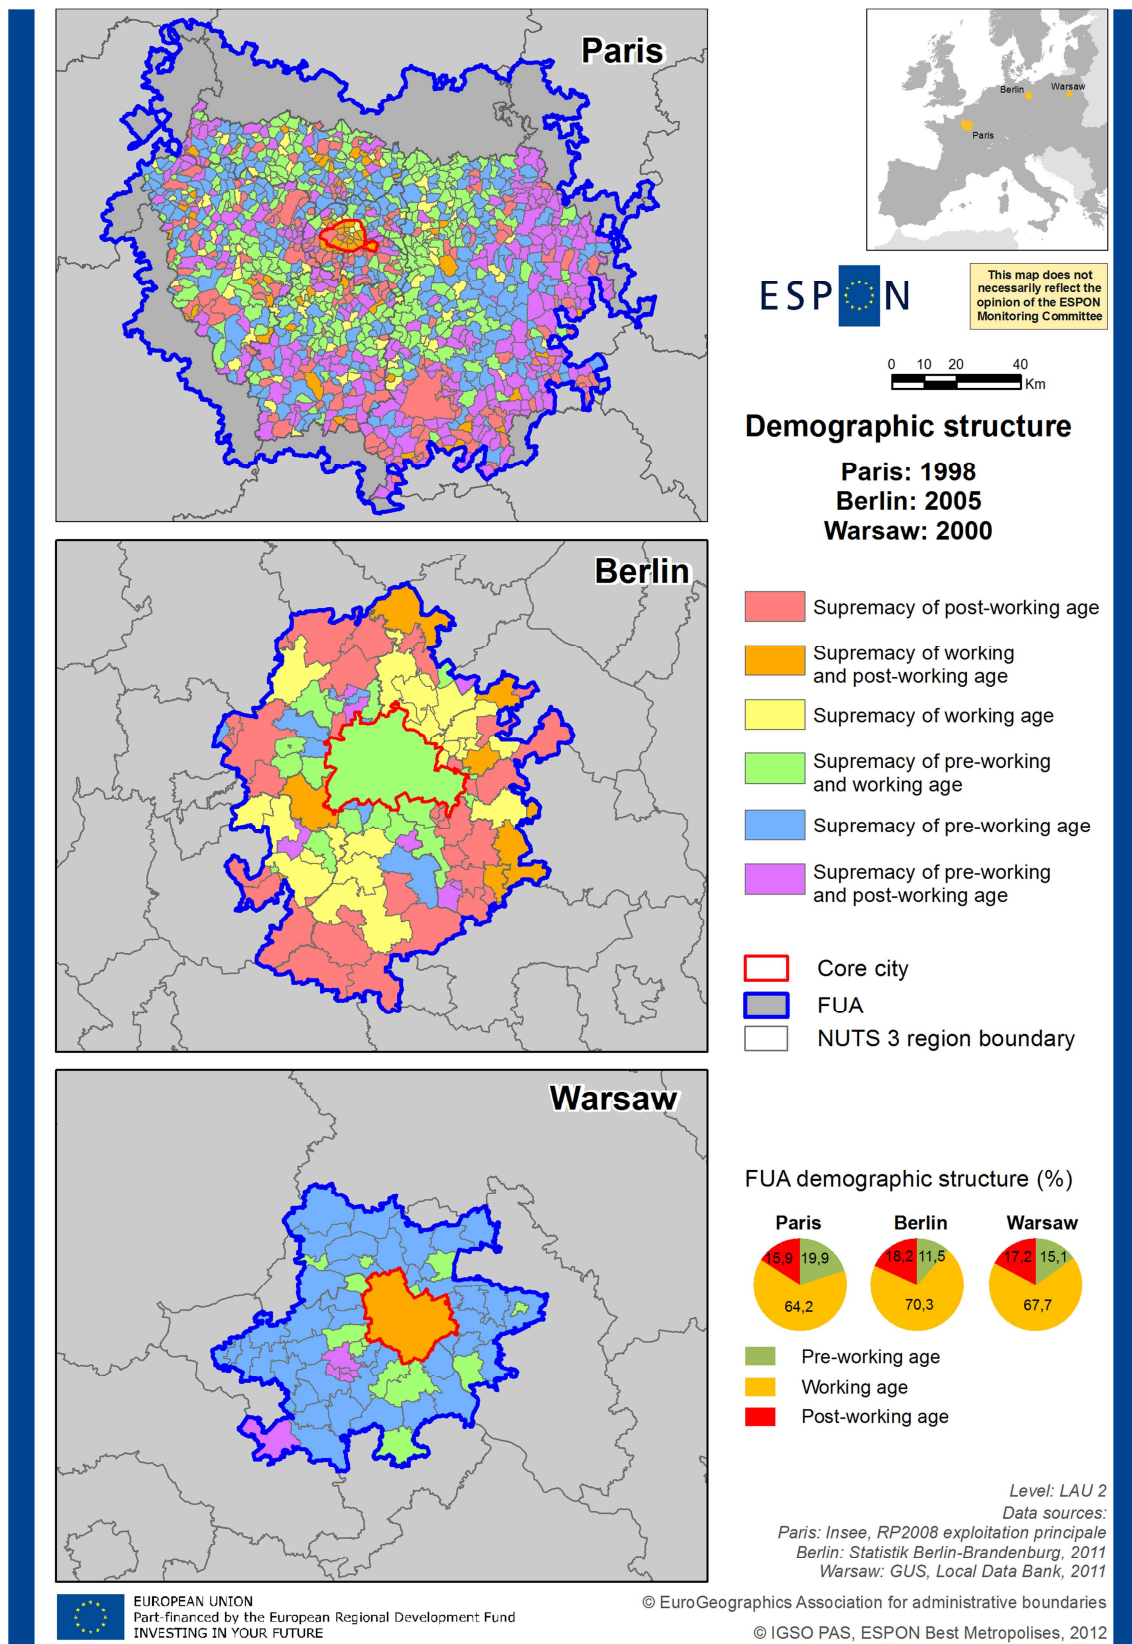 Paris
Berlin
Warsaw
Paris
ESPON
This map does not
necessarily reflect the
opinion of the ESPON
Monitoring Committee
0 10 20 40
Km
Demographic structure
Paris: 1998
Berlin: 2005
Warsaw: 2000
Supremacy of post-working age
Supremacy of working
and post-working age
Supremacy of working age
Supremacy of pre-working
and working age
Supremacy of pre-working age
Supremacy of pre-working
and post-working age
Core city
FUA
NUTS 3 region boundary
Berlin
Warsaw
FUA demographic structure (%)
Paris Berlin Warsaw
15,9 19,9 18,2 11,5 17,2 15,1
64,2 70,3 67,7
Pre-working age
Working age
Post-working age
Level: LAU 2
Data sources:
Paris: Insee, RP2008 exploitation principale
Berlin: Statistik Berlin-Brandenburg, 2011
Warsaw: GUS, Local Data Bank, 2011
EUROPEAN UNION
Part-financed by the European Regional Development Fund
INVESTING IN YOUR FUTURE
© EuroGeographics Association for administrative boundaries
© IGSO PAS, ESPON Best Metropolises, 2012